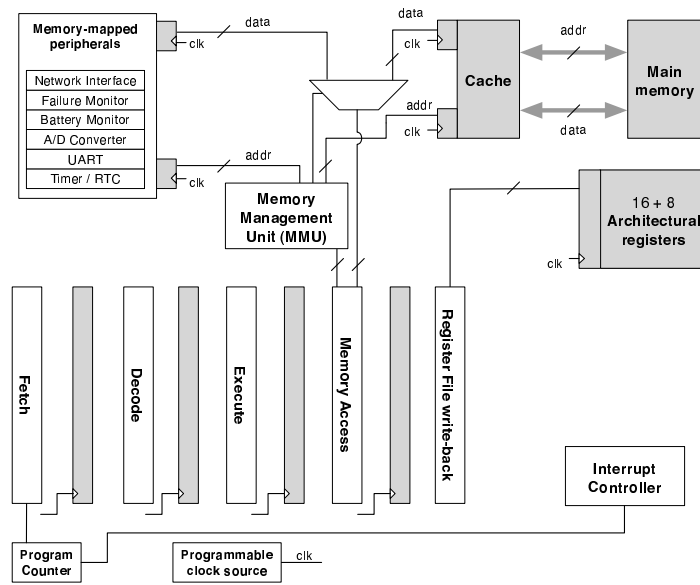 Memory-mapped
peripherals
Network Interface
Failure Monitor
Battery Monitor
A/D Converter
UART
Timer / RTC
data
clk
addr
clk
data
clk
addr
clk
Cache
addr
data
Main
memory
Memory
Management
Unit (MMU)
16 + 8
Architectural
registers
clk
Fetch
Decode
Execute
Memory Access
Register File write-back
Interrupt
Controller
Program
Counter
Programmable
clock source
clk